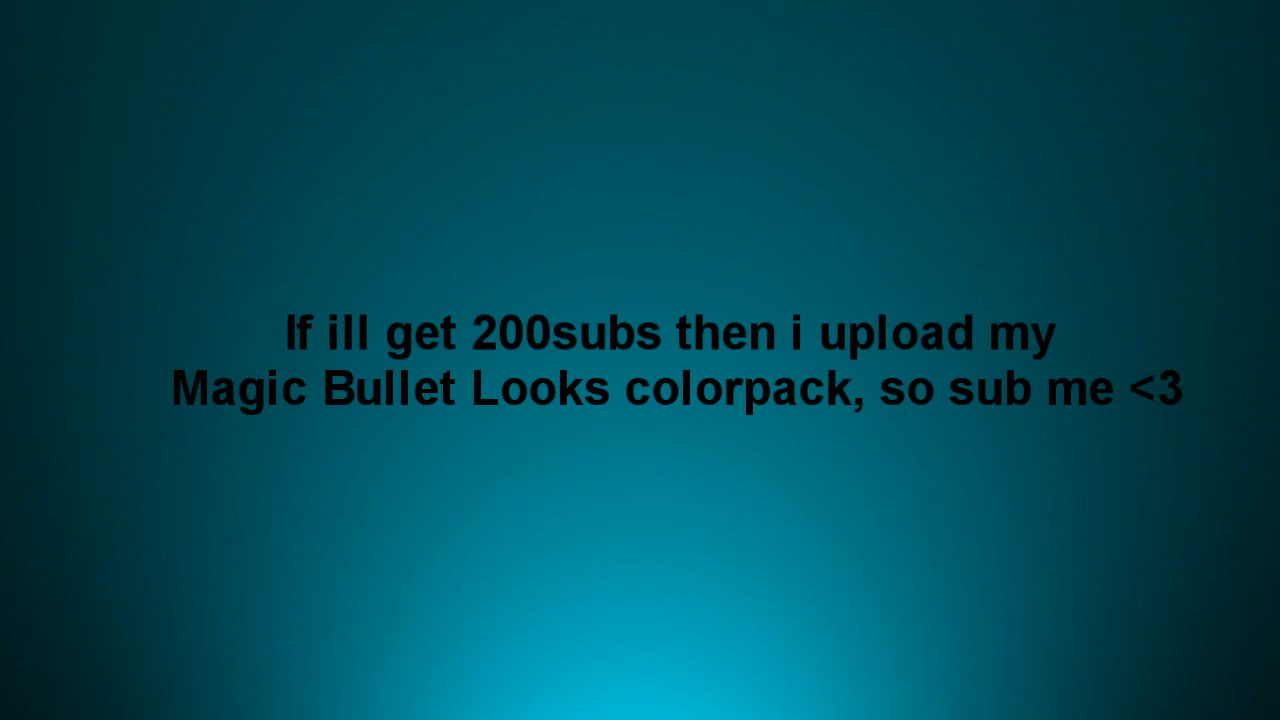 If ill get 200subs then i upload my
Magic Bullet Looks colorpack, so sub me <3